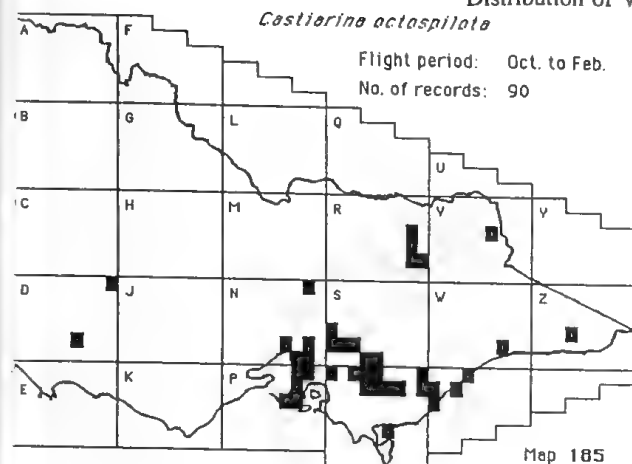 Distribution of
Castiarina octospilota
Flight period: Oct. to Feb.
No. of records: 90
A F
L
B G Q
U
C H M R V Y
D J N S W Z
E K P
Map 185